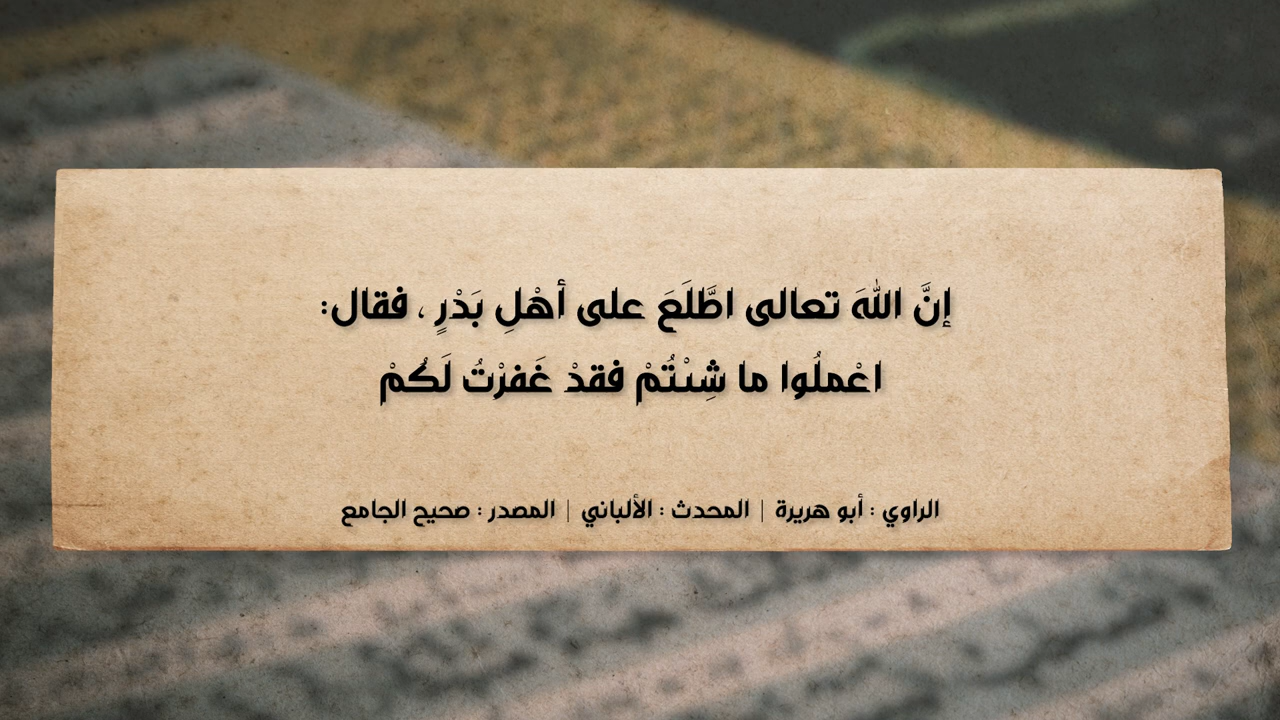 إنَّ اللهَ تعالى اطَّلَعَ على أهْلِ بَدْرٍ ، فقال:
اعْملُوا ما شِىْتُمْ فقدْ غَفرْتُ لَكُمْ
الراوي : أبو هريرة | المحدث : الألباني | المصدر : صحيح الجامع